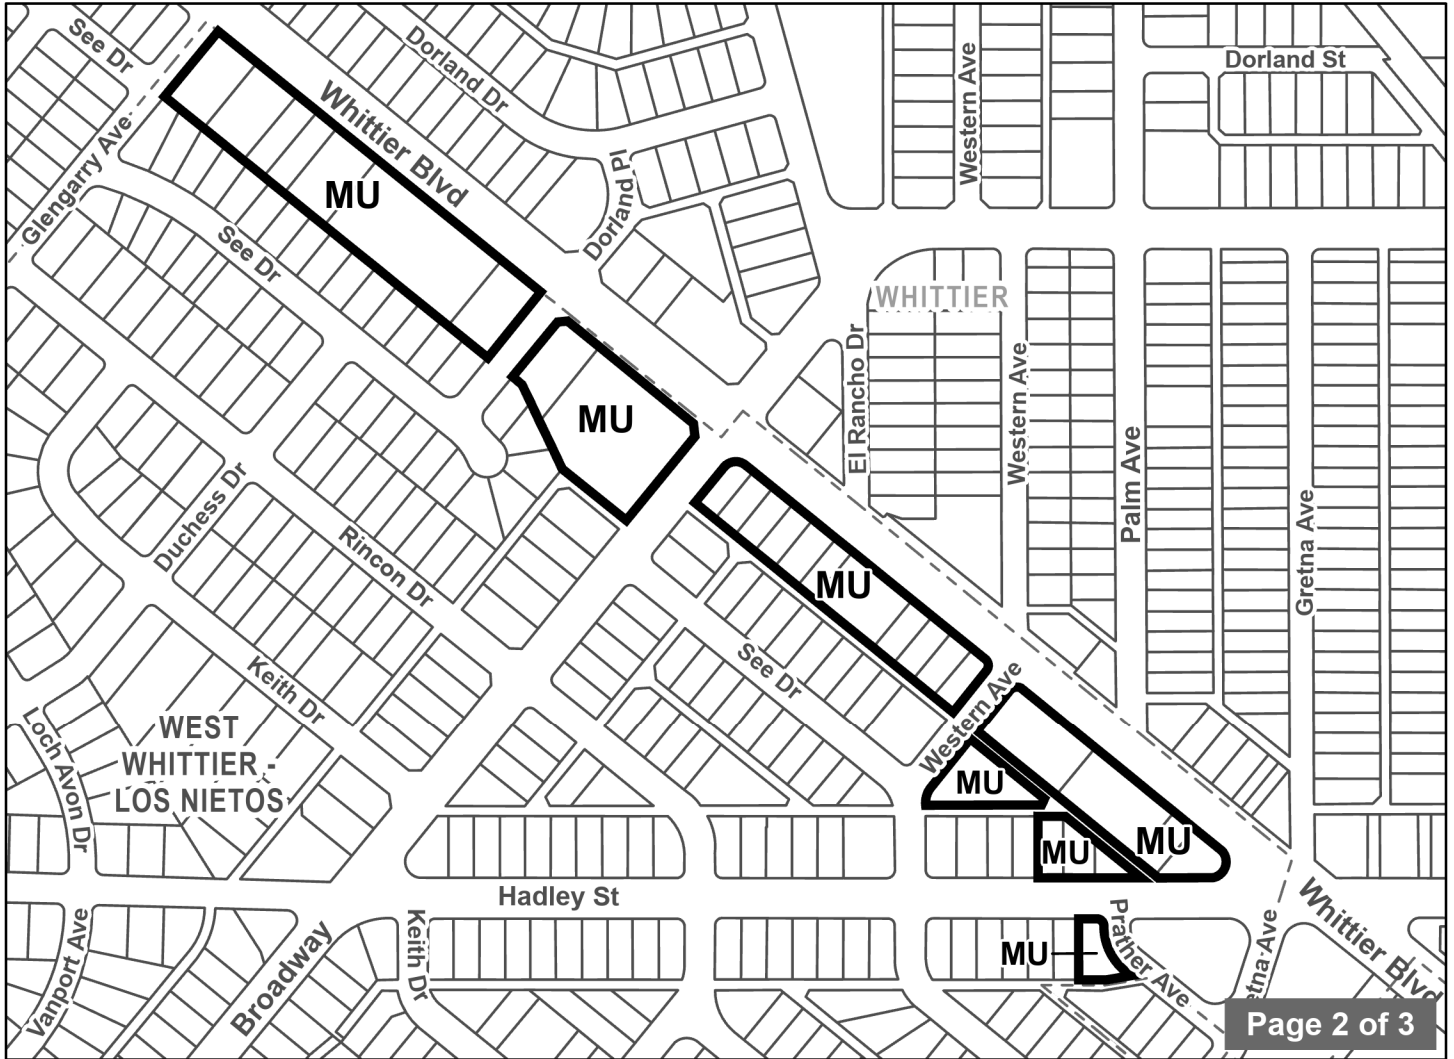 See Dr
Dorland Dr
Western Ave
Dorland St
Whittier Blvd
Glengarry Ave
MU
Dorland Pl
See Dr
WHITTIER
El Rancho Dr
Western Ave
MU
Palm Ave
Gretna Ave
Duchess Dr
Rincon Dr
MU
See Dr
Keith Dr
Western Ave
Loch Avon Dr
WEST
WHITTIER -
LOS NIETOS
MU
MU
MU
Hadley St
Whittier Blvd
Vanport Ave
Broadway
Keith Dr
MU
Prather Ave
etna Ave
Page 2 of 3